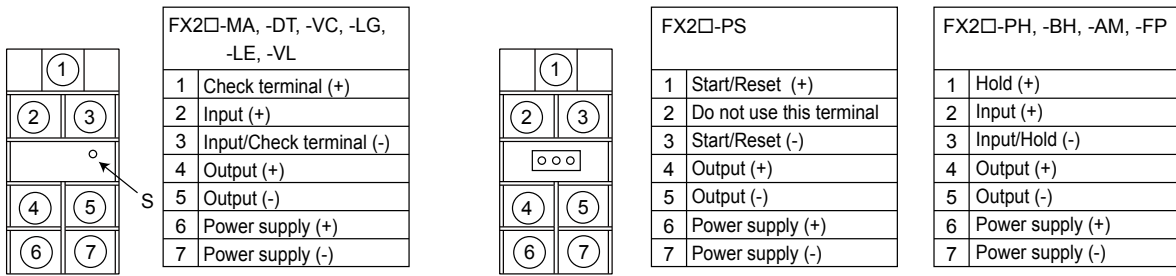 1
2 3
4 5
6 7
S
FX2□-MA, -DT, -VC, -LG,
-LE, -VL
1 Check terminal (+)
2 Input (+)
3 Input/Check terminal (-)
4 Output (+)
5 Output (-)
6 Power supply (+)
7 Power supply (-)
1
2 3
4 5
6 7
FX2□-PS
1 Start/Reset (+)
2 Do not use this terminal
3 Start/Reset (-)
4 Output (+)
5 Output (-)
6 Power supply (+)
7 Power supply (-)
FX2□-PH, -BH, -AM, -FP
1 Hold (+)
2 Input (+)
3 Input/Hold (-)
4 Output (+)
5 Output (-)
6 Power supply (+)
7 Power supply (-)